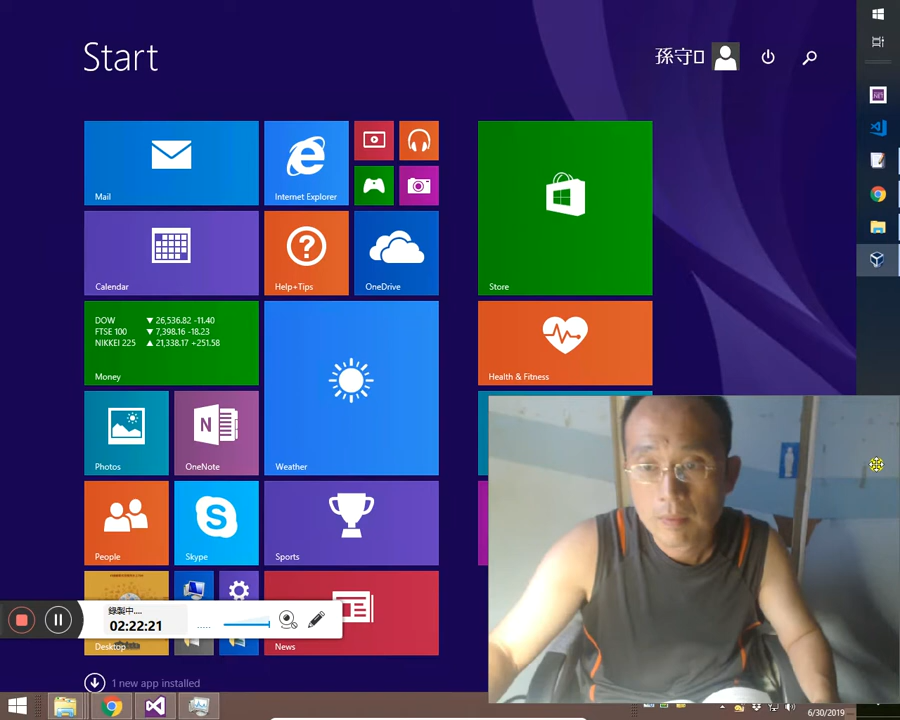 Start
孫守
Mail
Internet Explorer
Calendar
Help+Tips
OneDrive
Store
DOW ▼ 26,536.82 -11.40
FTSE 100 ▼ 7,398.16 -18.23
NIKKEI 225 ▲ 21,338.17 +251.58
Money
Health & Fitness
Photos
OneNote
Weather
People
Skype
Sports
錄製中....
02:22:21
Desktop
News
1 new app installed
6/30/2019